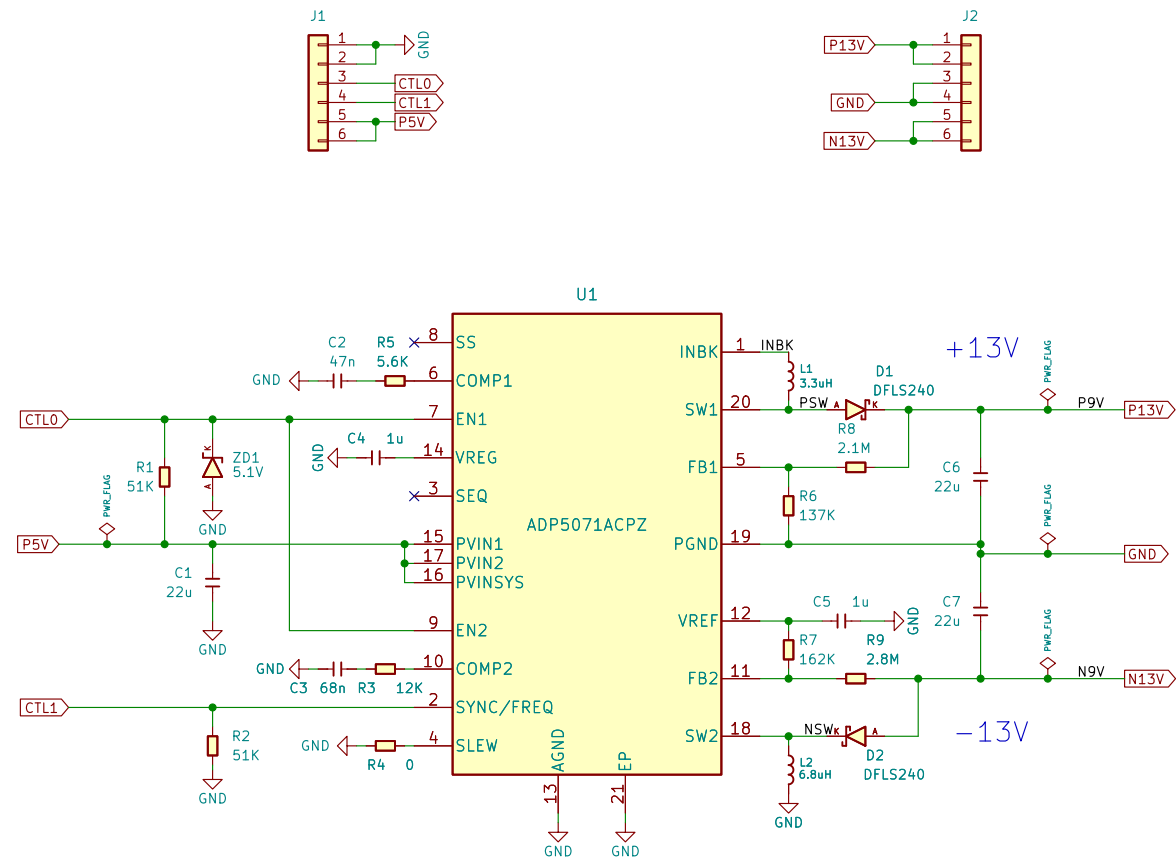 J1
J2
1
2
3
4
5
6
GND
CTL0
CTL1
P5V
P13V
GND
N13V
1
2
3
4
5
6
U1
ADP5071ACPZ
8 SS
6 COMP1
7 EN1
14 VREG
3 SEQ
15 PVIN1
17 PVIN2
16 PVINSYS
9 EN2
10 COMP2
2 SYNC/FREQ
4 SLEW
INBK 1
SW1 20
FB1 5
PGND 19
VREF 12
FB2 11
SW2 18
AGND 13
EP 21
GND
GND
C2
47n
R5
5.6K
GND
CTL0
C4 1u
GND
R1
51K
K
A
ZD1
5.1V
GND
PWR_FLAG
P5V
C1
22u
GND
GND
C3 68n R3 12K
CTL1
R2
51K
GND
GND
R4 0
INBK
L1
3.3uH
PSW
A
K
D1
DFLS240
R8
2.1M
R6
137K
+13V
PWR_FLAG
P9V
P13V
C6
22u
PWR_FLAG
GND
C5 1u
GND
R7
162K
R9
2.8M
C7
22u
PWR_FLAG
N9V
N13V
NSW
K
A
D2
DFLS240
-13V
L2
6.8uH
GND